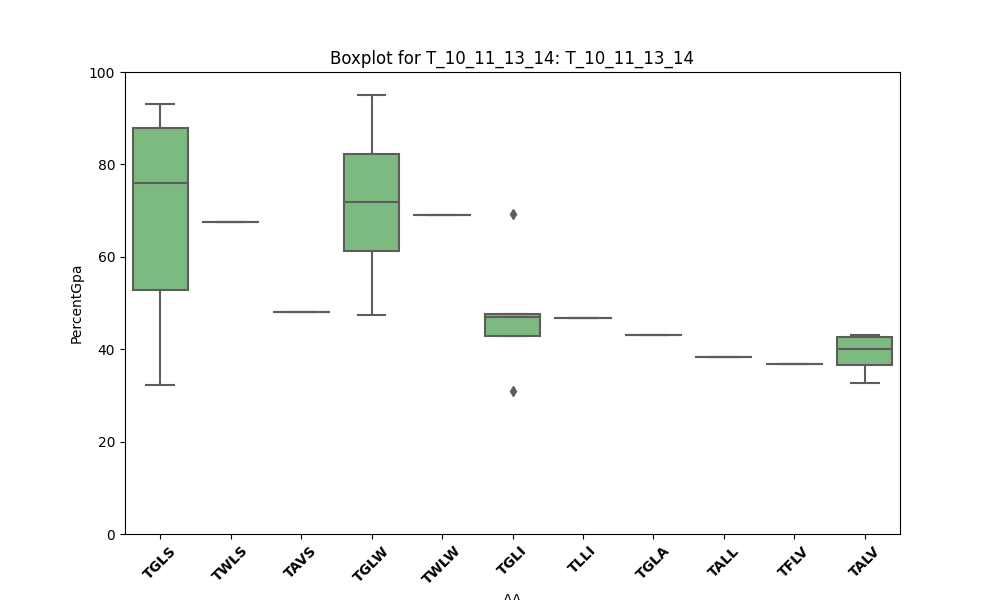 Boxplot for T_10_11_13_14: T_10_11_13_14
100
80
60
40
20
0
PercentGpa
TGLS TWLS TAVS TGLW TWLW TGLI TLLI TGLA TALL TFLV TALV
AA